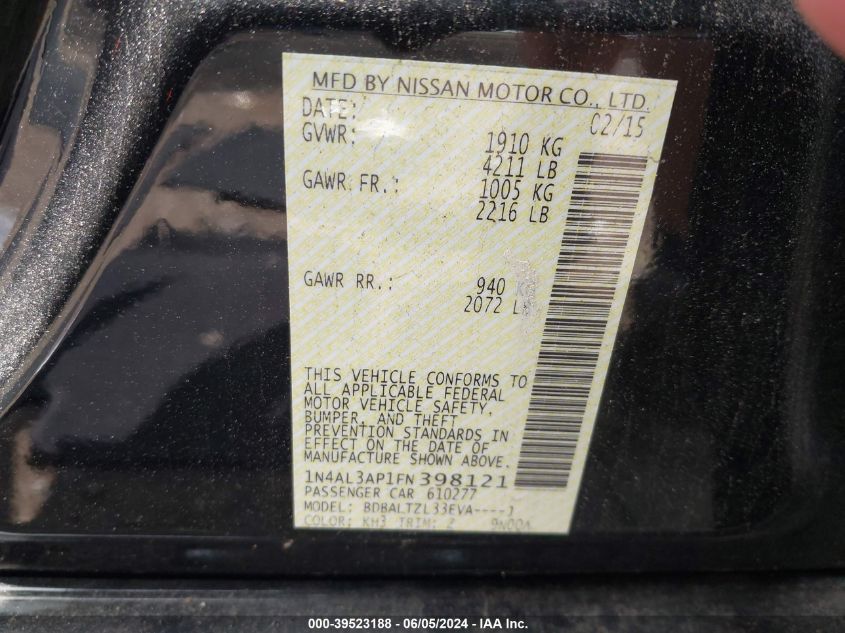 MFD BY NISSAN MOTOR CO., LTD.
DATE: 02/15
GVWR: 1910 KG
4211 LB
GAWR FR.: 1005 KG
2216 LB
GAWR RR.: 940
2072
THIS VEHICLE CONFORMS TO
ALL APPLICABLE FEDERAL
MOTOR VEHICLE SAFETY,
BUMPER, AND THEFT
PREVENTION STANDARDS IN
EFFECT ON THE DATE OF
MANUFACTURE SHOWN ABOVE.
1N4AL3AP1FN 398121
PASSENGER CAR 610277
MODEL: BDBALTZL33EVA----J
COLOR: KH3 TRIM: Z
000-39523188 - 06/05/2024 - IAA Inc.